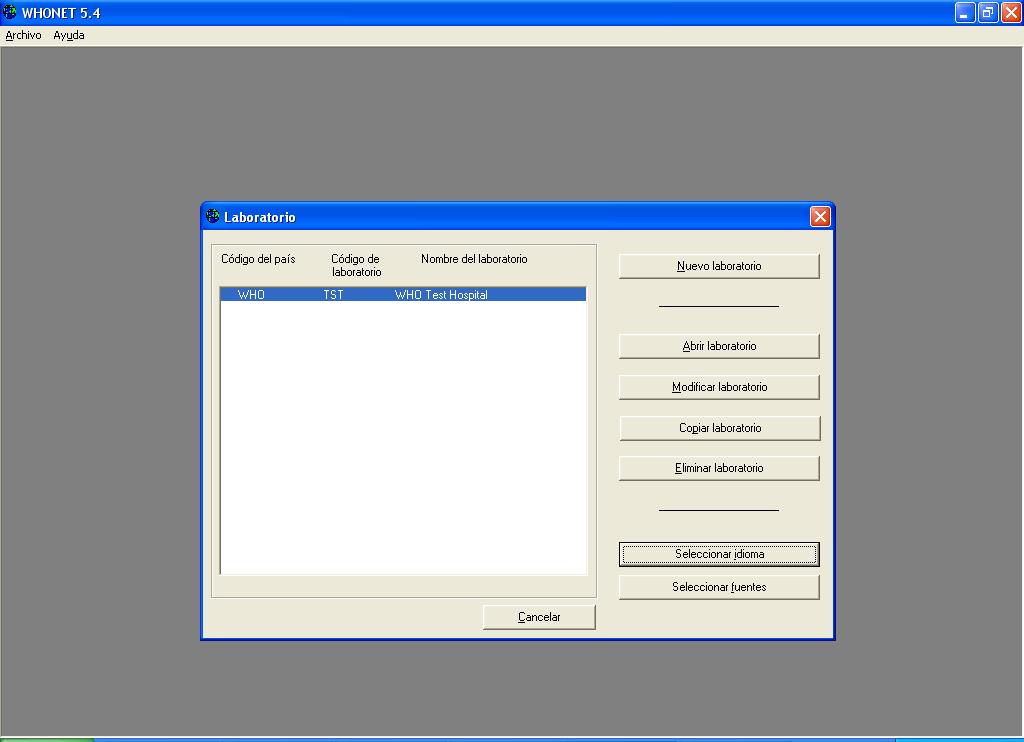 WHONET 5.4
Archivo Ayuda
Laboratorio
Código del país Código de laboratorio Nombre del laboratorio
WHO TST WHO Test Hospital
Nuevo laboratorio
Abrir laboratorio
Modificar laboratorio
Copiar laboratorio
Eliminar laboratorio
Seleccionar idioma
Seleccionar fuentes
Cancelar